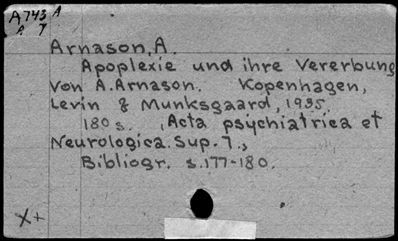 A743 A
A 7
Arnason, A.
Apoplexie und ihre Vererbung
von A. Arnason. Kopenhagen,
Levin & Munksgaard, 1935.
180 s. , Acta psychiatrica et
Neurologica. Sup. 7.,
Bibliogr. s. 177-180.
X+